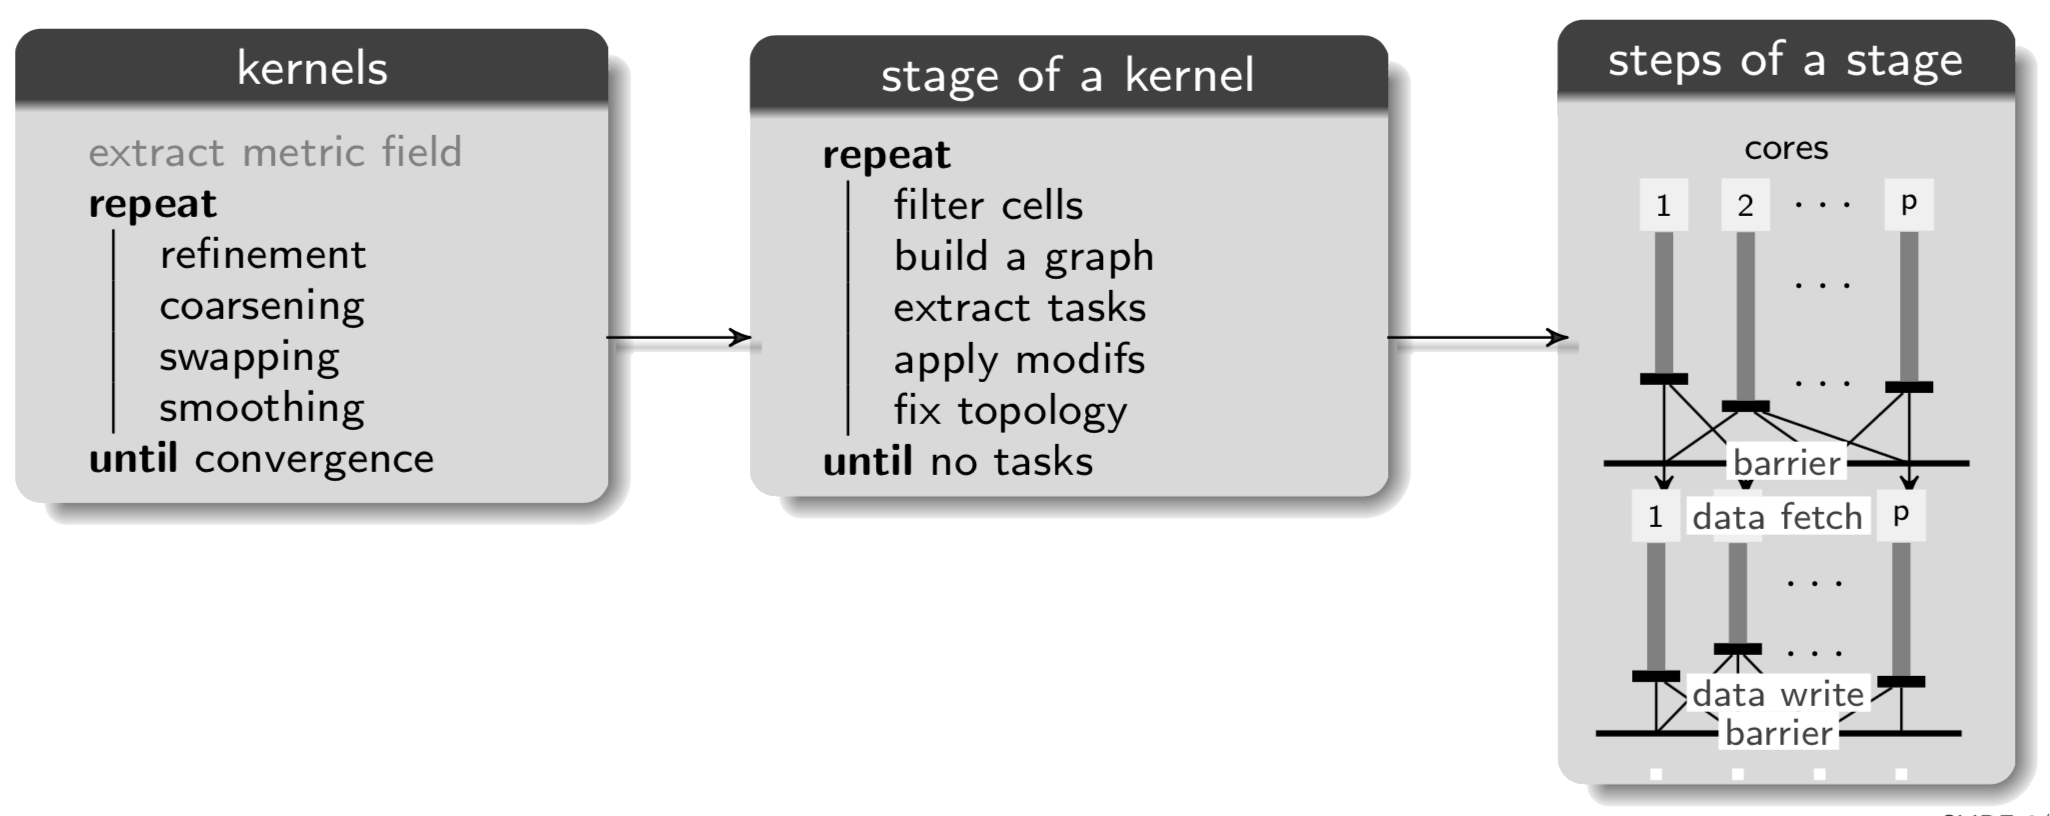 kernels
extract metric field
repeat
refinement
coarsening
swapping
smoothing
until convergence
stage of a kernel
repeat
filter cells
build a graph
extract tasks
apply modifs
fix topology
until no tasks
steps of a stage
cores
1 2 · · · p
· · ·
· · ·
barrier
1 data fetch p
· · ·
· · ·
data write
barrier